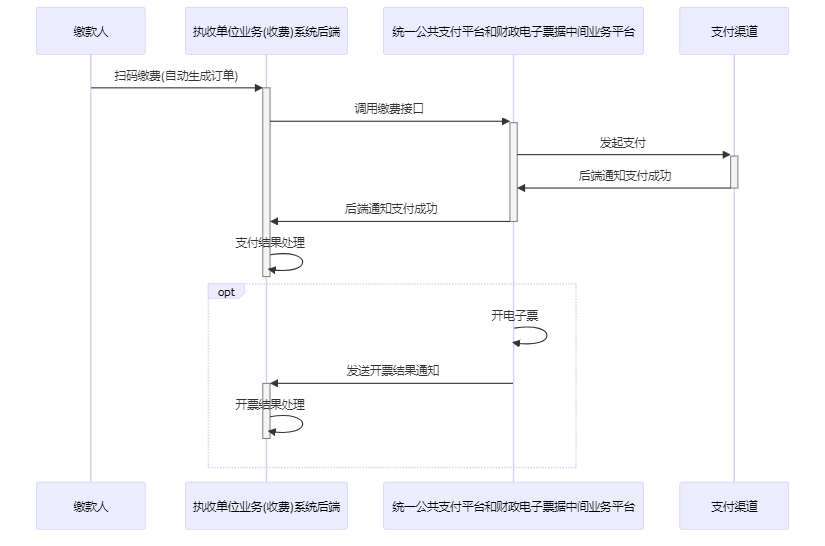 缴款人
执收单位业务(收费)系统后端
统一公共支付平台和财政电子票据中间业务平台
支付渠道
扫码缴费(自动生成订单)
调用缴费接口
发起支付
后端通知支付成功
后端通知支付成功
支付结果处理
opt
开电子票
发送开票结果通知
开票结果处理
缴款人
执收单位业务(收费)系统后端
统一公共支付平台和财政电子票据中间业务平台
支付渠道